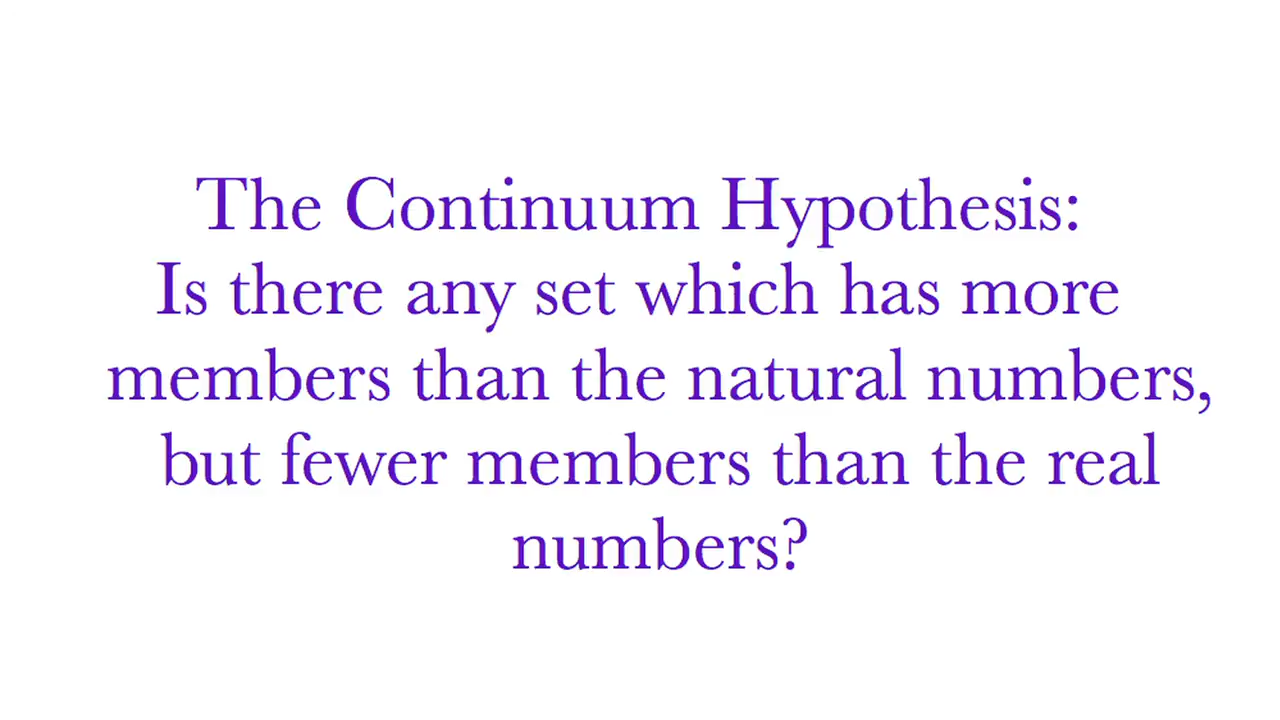 The Continuum Hypothesis:
Is there any set which has more
members than the natural numbers,
but fewer members than the real
numbers?